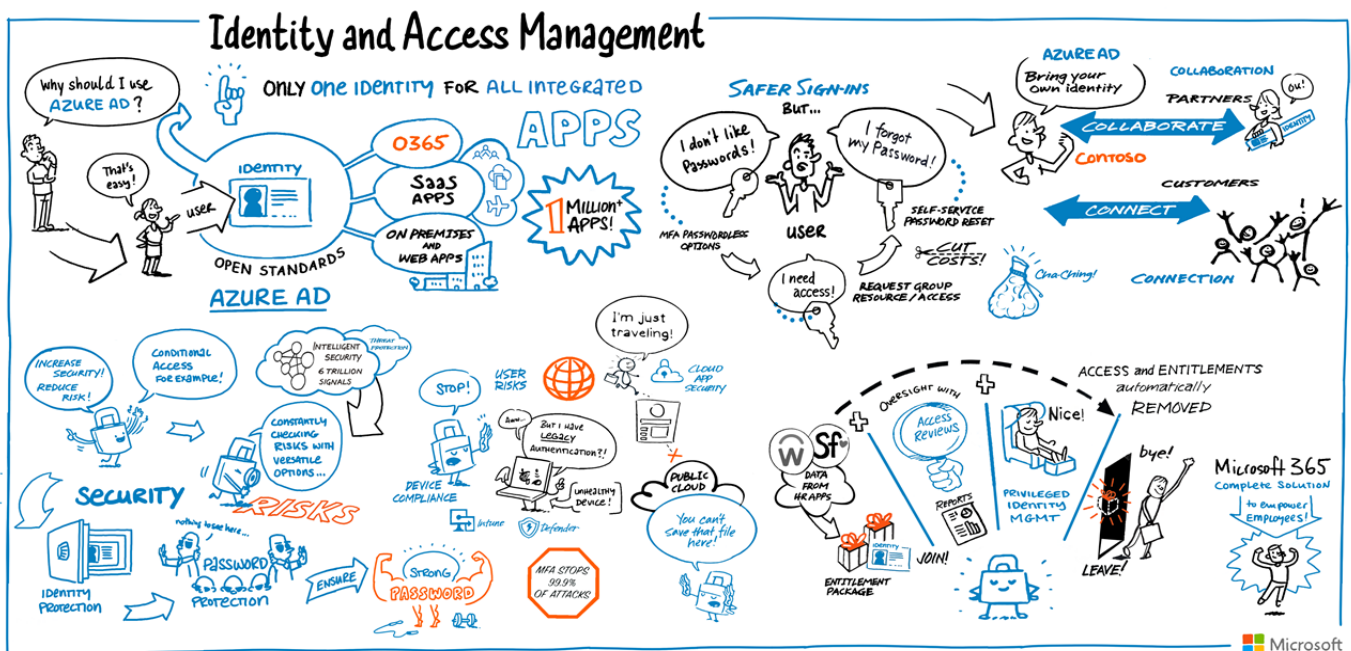 Identity and Access Management
Why should I use
AZURE AD?
ONLY ONE IDENTITY FOR ALL INTEGRATED
APPS
That's
easy!
USER
IDENTITY
OPEN STANDARDS
AZURE AD
O365
SaaS
APPS
ON PREMISES
AND
WEB APPS
1 MILLION+
APPS!
SAFER SIGN-INS
BUT...
I don't like
Passwords!
I forgot
my Password!
USER
MFA PASSWORDLESS
OPTIONS
I need
access!
REQUEST GROUP
RESOURCE/ACCESS
SELF-SERVICE
PASSWORD RESET
CUT
COSTS!
Cha-Ching!
AZURE AD
Bring your
own identity
CONTOSO
COLLABORATION
PARTNERS
COLLABORATE
IDENTITY
CUSTOMERS
CONNECT
CONNECTION
INCREASE
SECURITY!
REDUCE
RISK!
CONDITIONAL
ACCESS
FOR EXAMPLE!
INTELLIGENT
SECURITY
6 TRILLION
SIGNALS
THREAT
PROTECTION
CONSTANTLY
CHECKING
RISKS WITH
VERSATILE
OPTIONS...
SECURITY
RISKS
IDENTITY
PROTECTION
nothing to see here...
PASSWORD
PROTECTION
ENSURE
STRONG
PASSWORD
STOP!
DEVICE
COMPLIANCE
USER
RISKS
I'm just
traveling!
CLOUD
APP
SECURITY
BUT I HAVE
LEGACY
AUTHENTICATION?!
UNHEALTHY
DEVICE!
Intune
Defender
MFA STOPS
99.9%
OF ATTACKS
PUBLIC
CLOUD
You can't
save that file
here!
W
Sf
DATA
FROM
HR APPS
IDENTITY
JOIN!
ENTITLEMENT
PACKAGE
OVERSIGHT WITH
ACCESS
REVIEWS
REPORTS
Nice!
PRIVILEGED
IDENTITY
MGMT
ACCESS and ENTITLEMENTS
automatically
REMOVED
bye!
LEAVE!
Microsoft 365
COMPLETE SOLUTION
to empower
Employees!
Microsoft